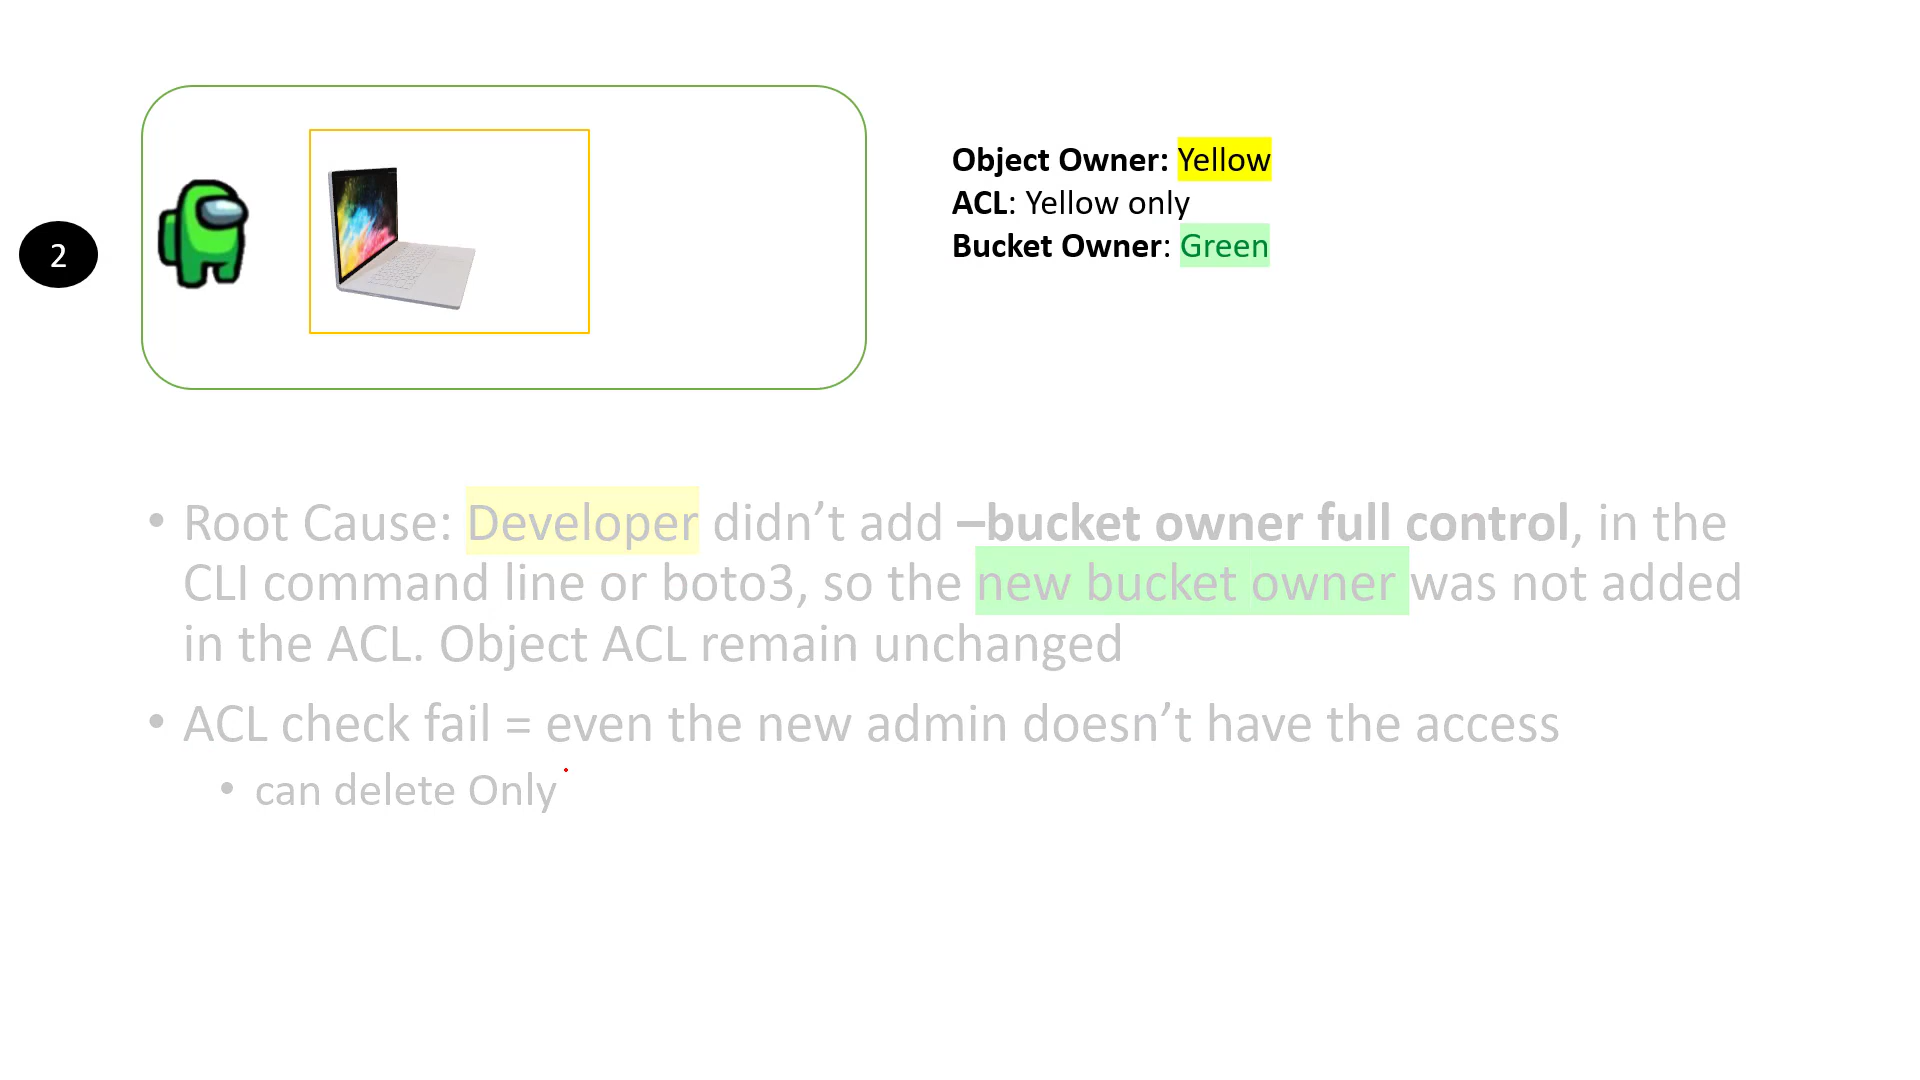 2
Object Owner: Yellow
ACL: Yellow only
Bucket Owner: Green
• Root Cause: Developer didn’t add –bucket owner full control, in the
CLI command line or boto3, so the new bucket owner was not added
in the ACL. Object ACL remain unchanged
• ACL check fail = even the new admin doesn’t have the access
• can delete Only